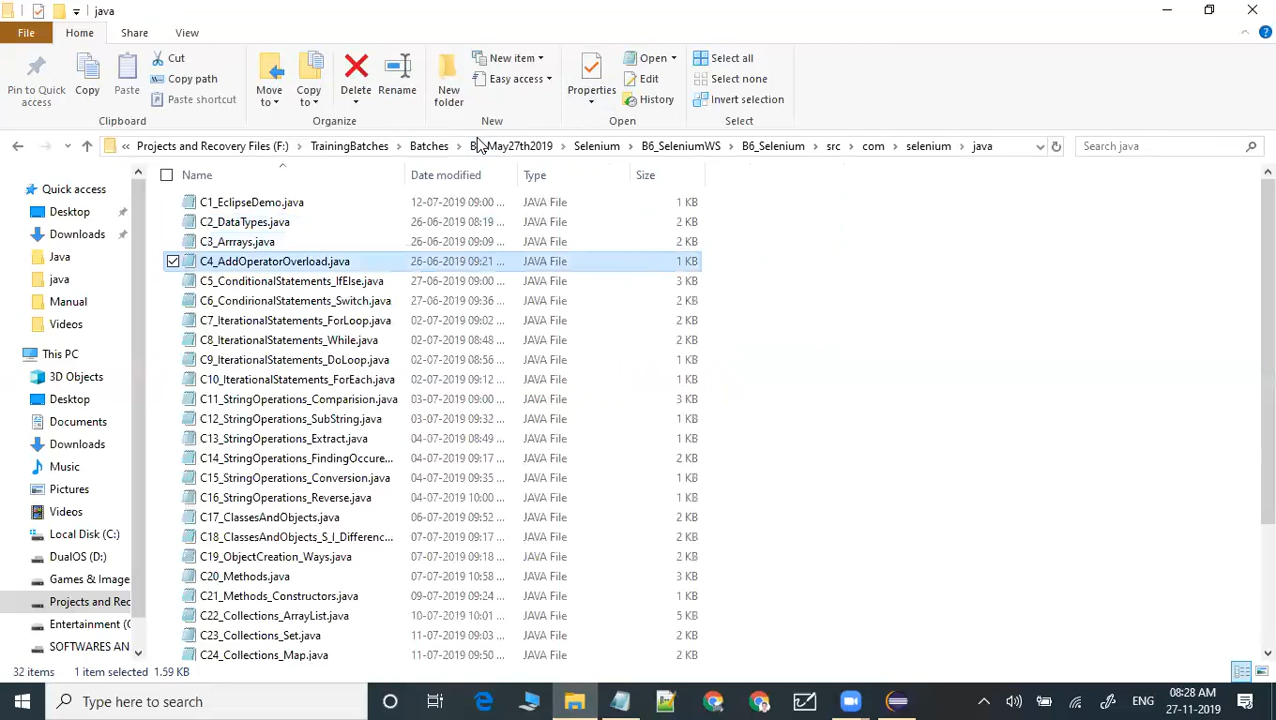 java
File Home Share View
Pin to Quick access
Copy
Paste
Cut
Copy path
Paste shortcut
Clipboard
Move to
Copy to
Delete
Rename
Organize
New folder
New item
Easy access
New
Properties
Open
Edit
History
Open
Select all
Select none
Invert selection
Select
« Projects and Recovery Files (F:) › TrainingBatches › Batches › May27th2019 › Selenium › B6_SeleniumWS › B6_Selenium › src › com › selenium › java
Search java
Name Date modified Type Size
Quick access
Desktop
Downloads
Java
java
Manual
Videos
This PC
3D Objects
Desktop
Documents
Downloads
Music
Pictures
Videos
Local Disk (C:)
DualOS (D:)
Games & Image
Projects and Rec
Entertainment (
SOFTWARES AN
C1_EclipseDemo.java 12-07-2019 09:00 ... JAVA File 1 KB
C2_DataTypes.java 26-06-2019 08:19 ... JAVA File 2 KB
C3_Arrrays.java 26-06-2019 09:09 ... JAVA File 2 KB
C4_AddOperatorOverload.java 26-06-2019 09:21 ... JAVA File 1 KB
C5_ConditionalStatements_IfElse.java 27-06-2019 09:00 ... JAVA File 3 KB
C6_CondirionalStatements_Switch.java 27-06-2019 09:36 ... JAVA File 2 KB
C7_IterationalStatements_ForLoop.java 02-07-2019 09:02 ... JAVA File 2 KB
C8_IterationalStatements_While.java 02-07-2019 08:48 ... JAVA File 2 KB
C9_IterationalStatements_DoLoop.java 02-07-2019 08:56 ... JAVA File 1 KB
C10_IterationalStatements_ForEach.java 02-07-2019 09:12 ... JAVA File 1 KB
C11_StringOperations_Comparision.java 03-07-2019 09:00 ... JAVA File 3 KB
C12_StringOperations_SubString.java 03-07-2019 09:32 ... JAVA File 2 KB
C13_StringOperations_Extract.java 04-07-2019 08:49 ... JAVA File 2 KB
C14_StringOperations_FindingOccure... 04-07-2019 09:17 ... JAVA File 2 KB
C15_StringOperations_Conversion.java 04-07-2019 09:35 ... JAVA File 2 KB
C16_StringOperations_Reverse.java 04-07-2019 10:00 ... JAVA File 2 KB
C17_ClassesAndObjects.java 06-07-2019 09:52 ... JAVA File 2 KB
C18_ClassesAndObjects_S_I_Differenc... 07-07-2019 09:17 ... JAVA File 2 KB
C19_ObjectCreation_Ways.java 07-07-2019 09:18 ... JAVA File 2 KB
C20_Methods.java 07-07-2019 10:58 ... JAVA File 3 KB
C21_Methods_Constructors.java 09-07-2019 09:24 ... JAVA File 1 KB
C22_Collections_ArrayList.java 10-07-2019 10:01 ... JAVA File 5 KB
C23_Collections_Set.java 11-07-2019 09:03 ... JAVA File 2 KB
C24_Collections_Map.java 11-07-2019 09:50 ... JAVA File 2 KB
32 items 1 item selected 1.59 KB
Type here to search
ENG
08:28 AM
27-11-2019